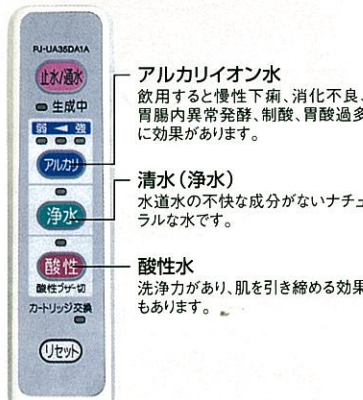 PJ-UA35DA1A
止水/通水
生成中
弱 ◄ 強
アルカリ
浄水
酸性
酸性ブザー切
カートリッジ交換
リセット
アルカリイオン水
飲用すると慢性下痢、消化不良、
胃腸内異常発酵、制酸、胃酸過多
に効果があります。
清水(浄水)
水道水の不快な成分がないナチュ
ラルな水です。
酸性水
洗浄力があり、肌を引き締める効果
もあります。